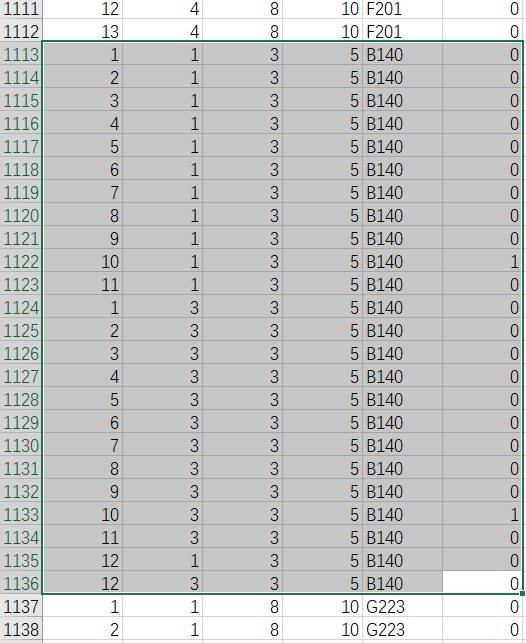 1111 12 4 8 10 F201 0
1112 13 4 8 10 F201 0
1113 1 1 3 5 B140 0
1114 2 1 3 5 B140 0
1115 3 1 3 5 B140 0
1116 4 1 3 5 B140 0
1117 5 1 3 5 B140 0
1118 6 1 3 5 B140 0
1119 7 1 3 5 B140 0
1120 8 1 3 5 B140 0
1121 9 1 3 5 B140 0
1122 10 1 3 5 B140 1
1123 11 1 3 5 B140 0
1124 1 3 3 5 B140 0
1125 2 3 3 5 B140 0
1126 3 3 3 5 B140 0
1127 4 3 3 5 B140 0
1128 5 3 3 5 B140 0
1129 6 3 3 5 B140 0
1130 7 3 3 5 B140 0
1131 8 3 3 5 B140 0
1132 9 3 3 5 B140 0
1133 10 3 3 5 B140 1
1134 11 3 3 5 B140 0
1135 12 1 3 5 B140 0
1136 12 3 3 5 B140 0
1137 1 1 8 10 G223 0
1138 2 1 8 10 G223 0